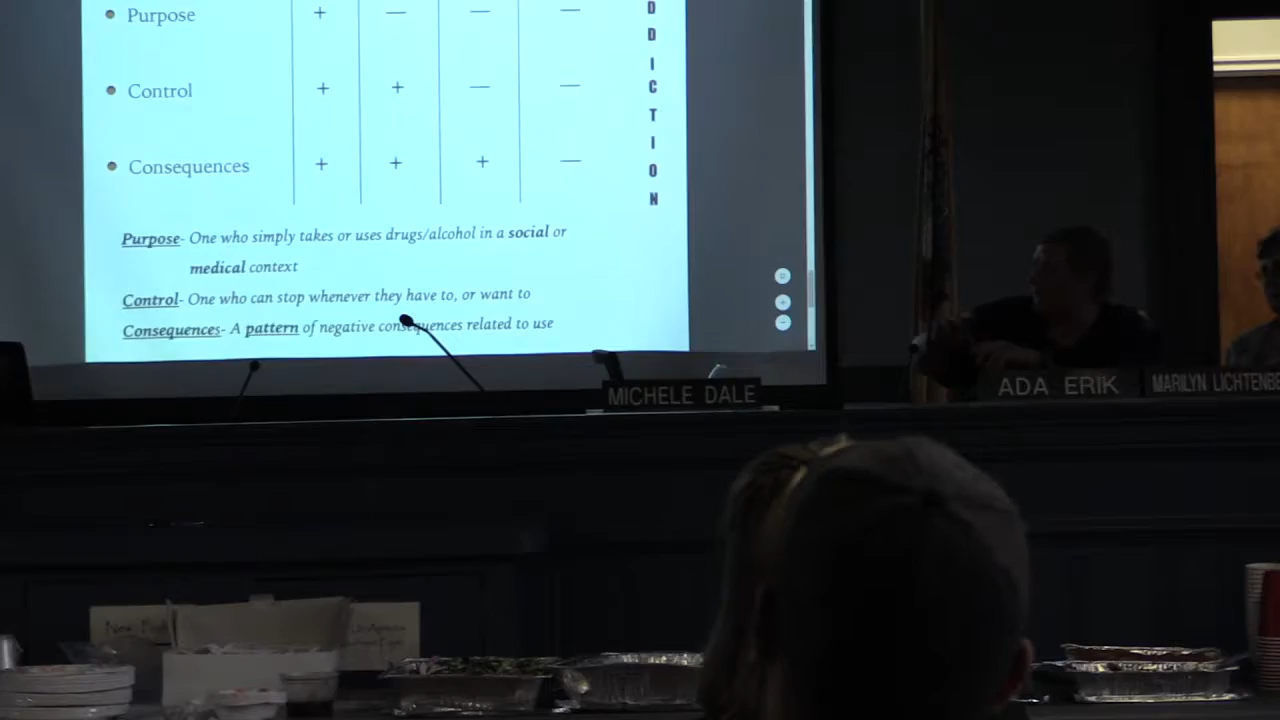 Purpose + — — —
Control + + — —
Consequences + + + —
D
D
I
C
T
I
O
N
Purpose- One who simply takes or uses drugs/alcohol in a social or
medical context
Control- One who can stop whenever they have to, or want to
Consequences- A pattern of negative consequences related to use
MICHELE DALE
ADA ERIK
MARILYN LICHTENBE